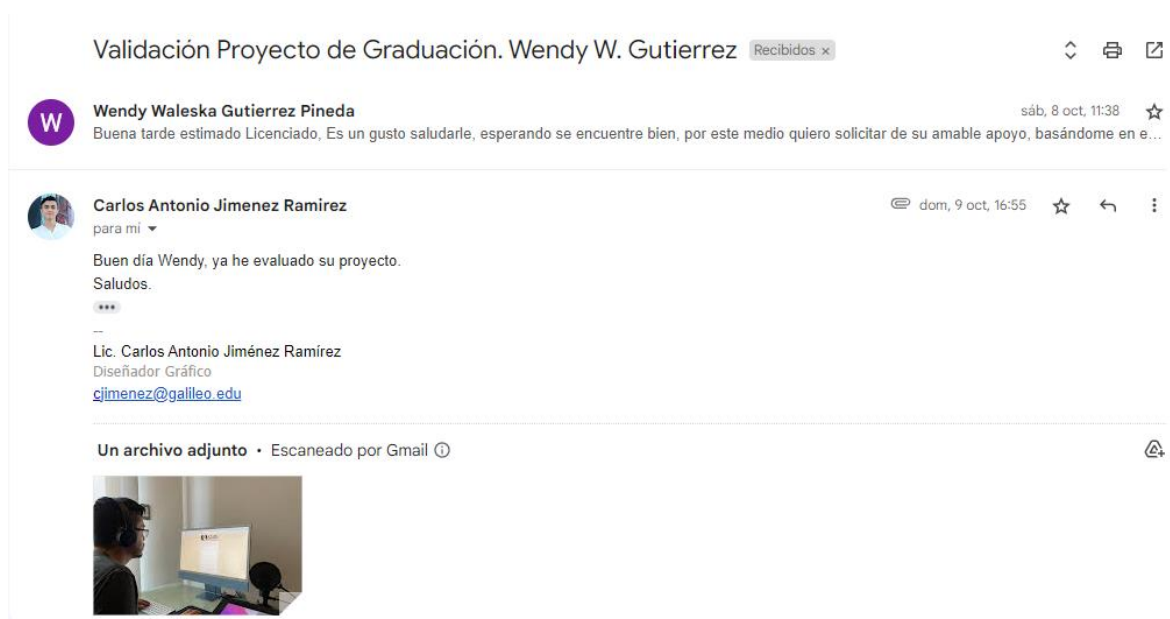 Validación Proyecto de Graduación. Wendy W. Gutierrez Recibidos x
W
Wendy Waleska Gutierrez Pineda sáb, 8 oct, 11:38
Buena tarde estimado Licenciado, Es un gusto saludarle, esperando se encuentre bien, por este medio quiero solicitar de su amable apoyo, basándome en e...
Carlos Antonio Jimenez Ramirez dom, 9 oct, 16:55
para mí
Buen día Wendy, ya he evaluado su proyecto.
Saludos.
--
Lic. Carlos Antonio Jiménez Ramírez
Diseñador Gráfico
cjimenez@galileo.edu
Un archivo adjunto • Escaneado por Gmail